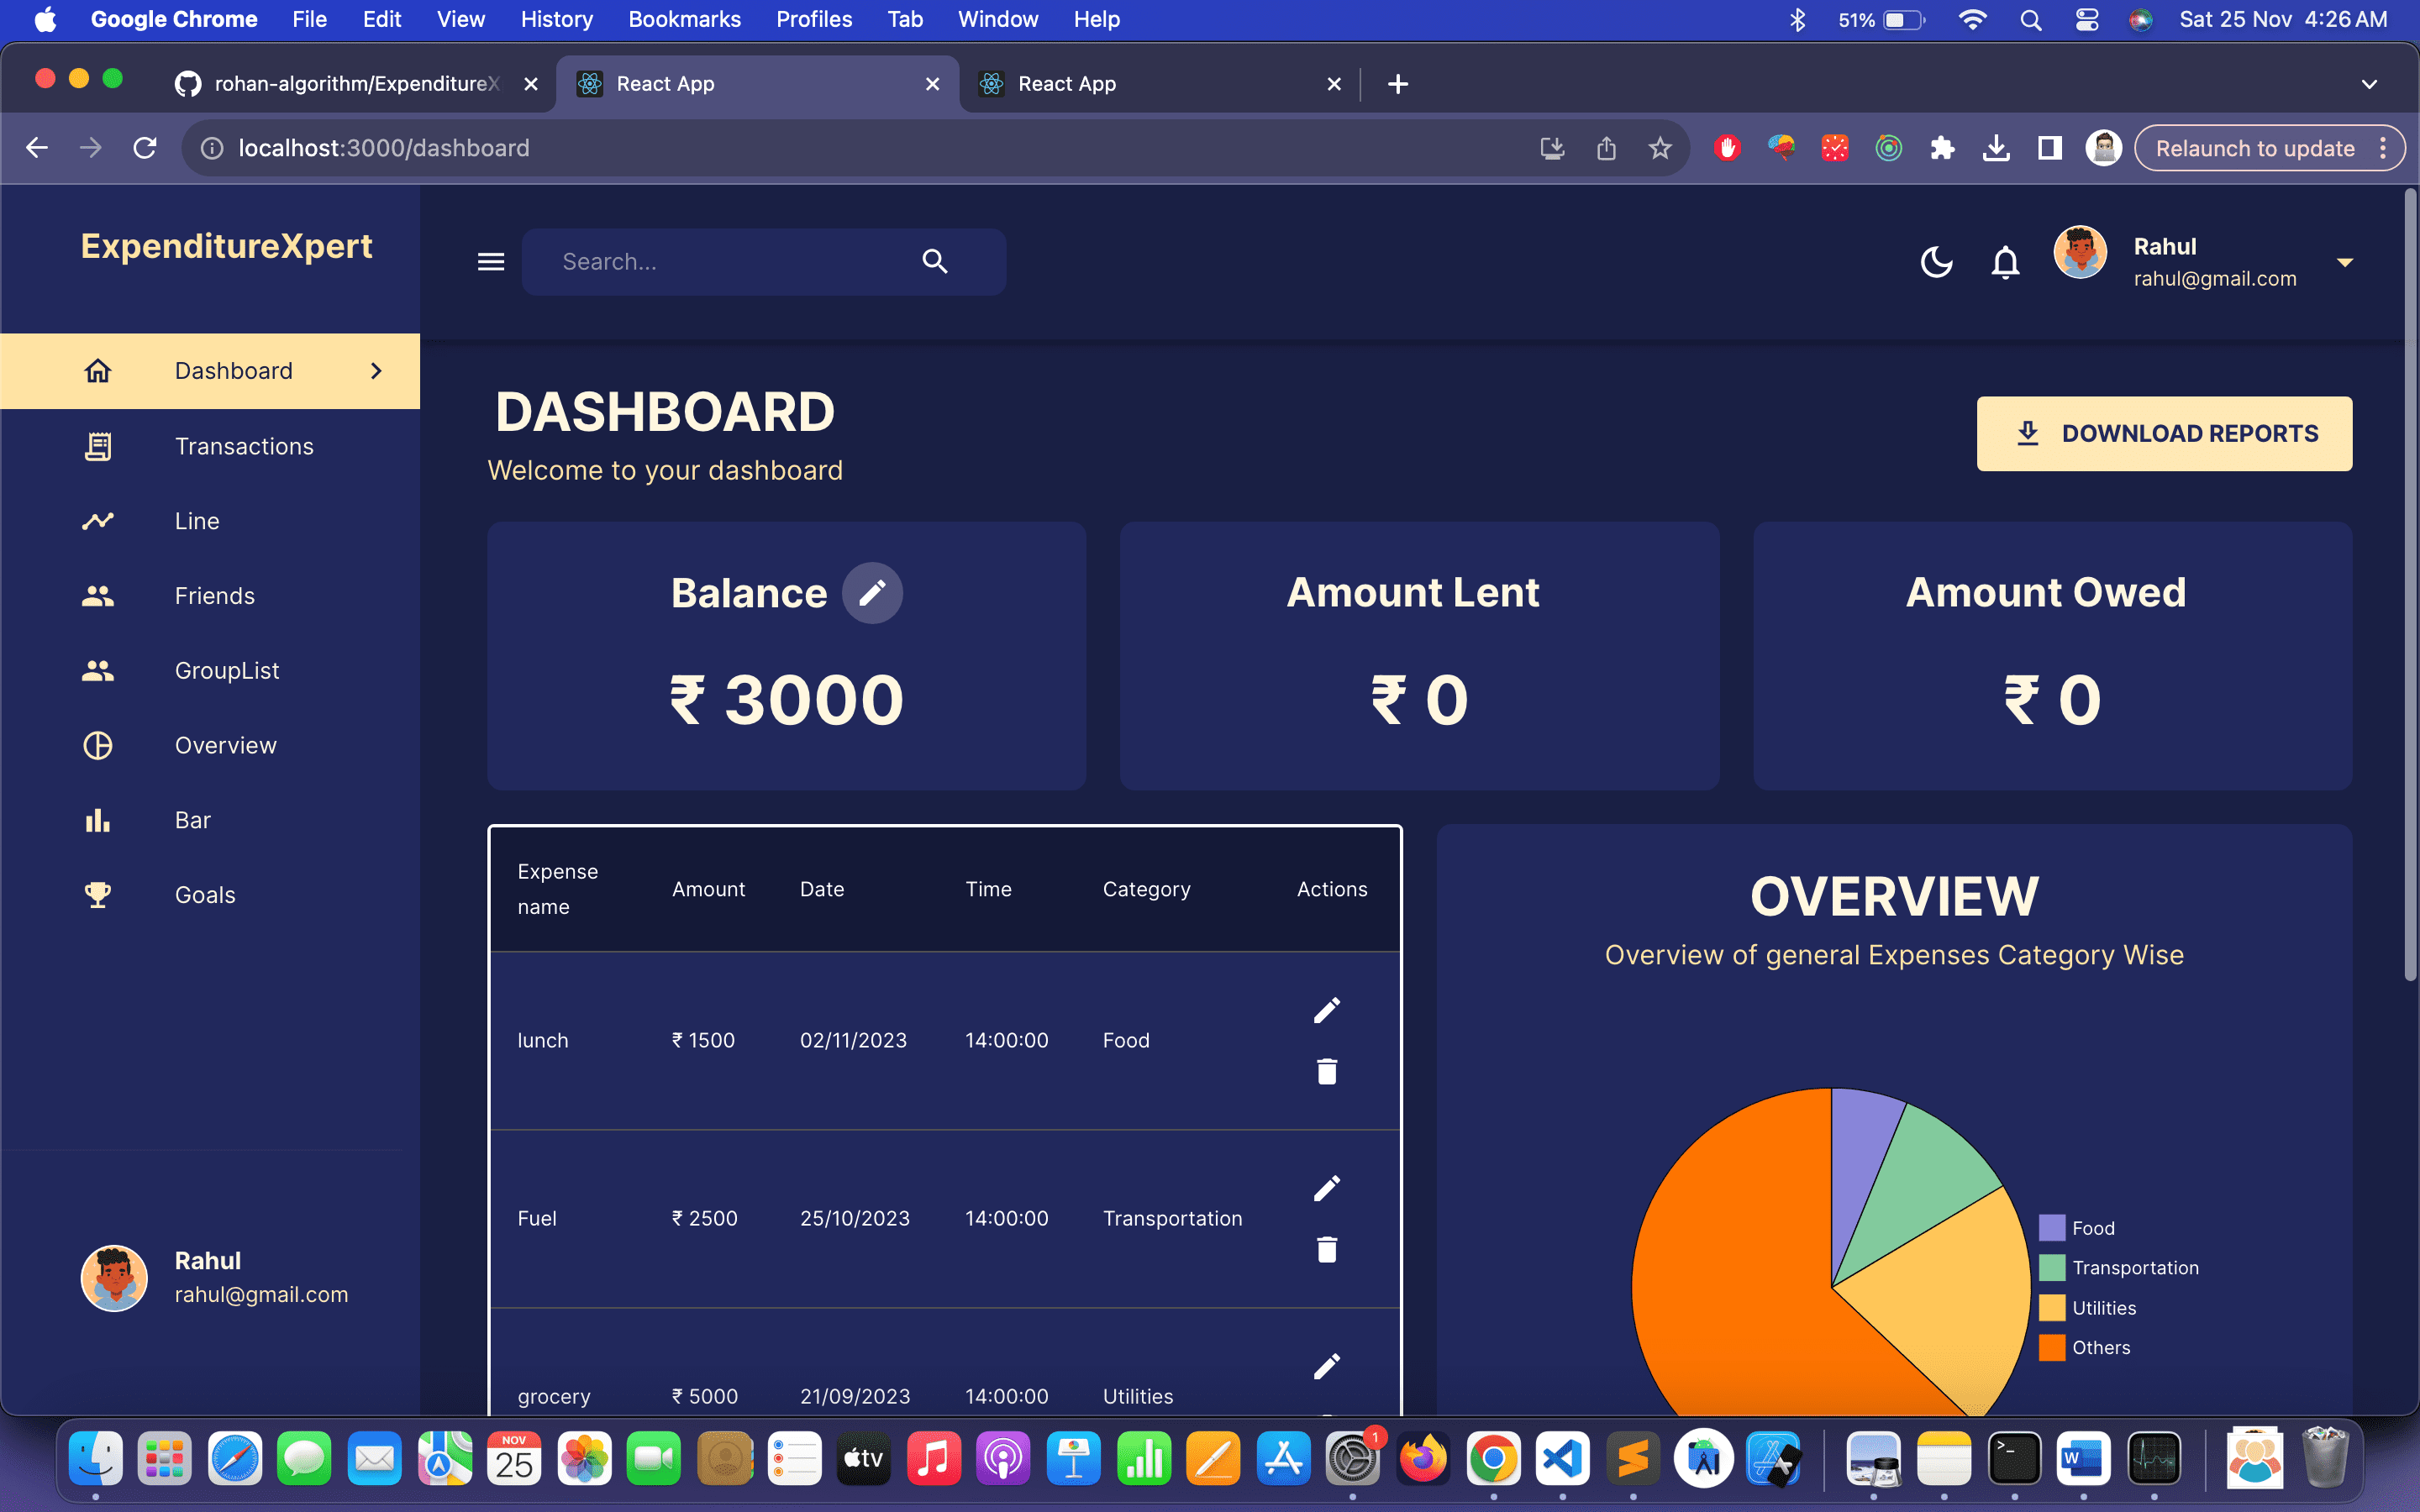 Google Chrome File Edit View History Bookmarks Profiles Tab Window Help 51% Sat 25 Nov 4:26 AM
rohan-algorithm/ExpenditureX React App React App
localhost:3000/dashboard Relaunch to update
ExpenditureXpert
Search...
Rahul
rahul@gmail.com
Dashboard
Transactions
Line
Friends
GroupList
Overview
Bar
Goals
Rahul
rahul@gmail.com
DASHBOARD
Welcome to your dashboard
DOWNLOAD REPORTS
Balance
₹ 3000
Amount Lent
₹ 0
Amount Owed
₹ 0
Expense name Amount Date Time Category Actions
lunch ₹ 1500 02/11/2023 14:00:00 Food
Fuel ₹ 2500 25/10/2023 14:00:00 Transportation
grocery ₹ 5000 21/09/2023 14:00:00 Utilities
OVERVIEW
Overview of general Expenses Category Wise
Food
Transportation
Utilities
Others
NOV
25
tv
1
W